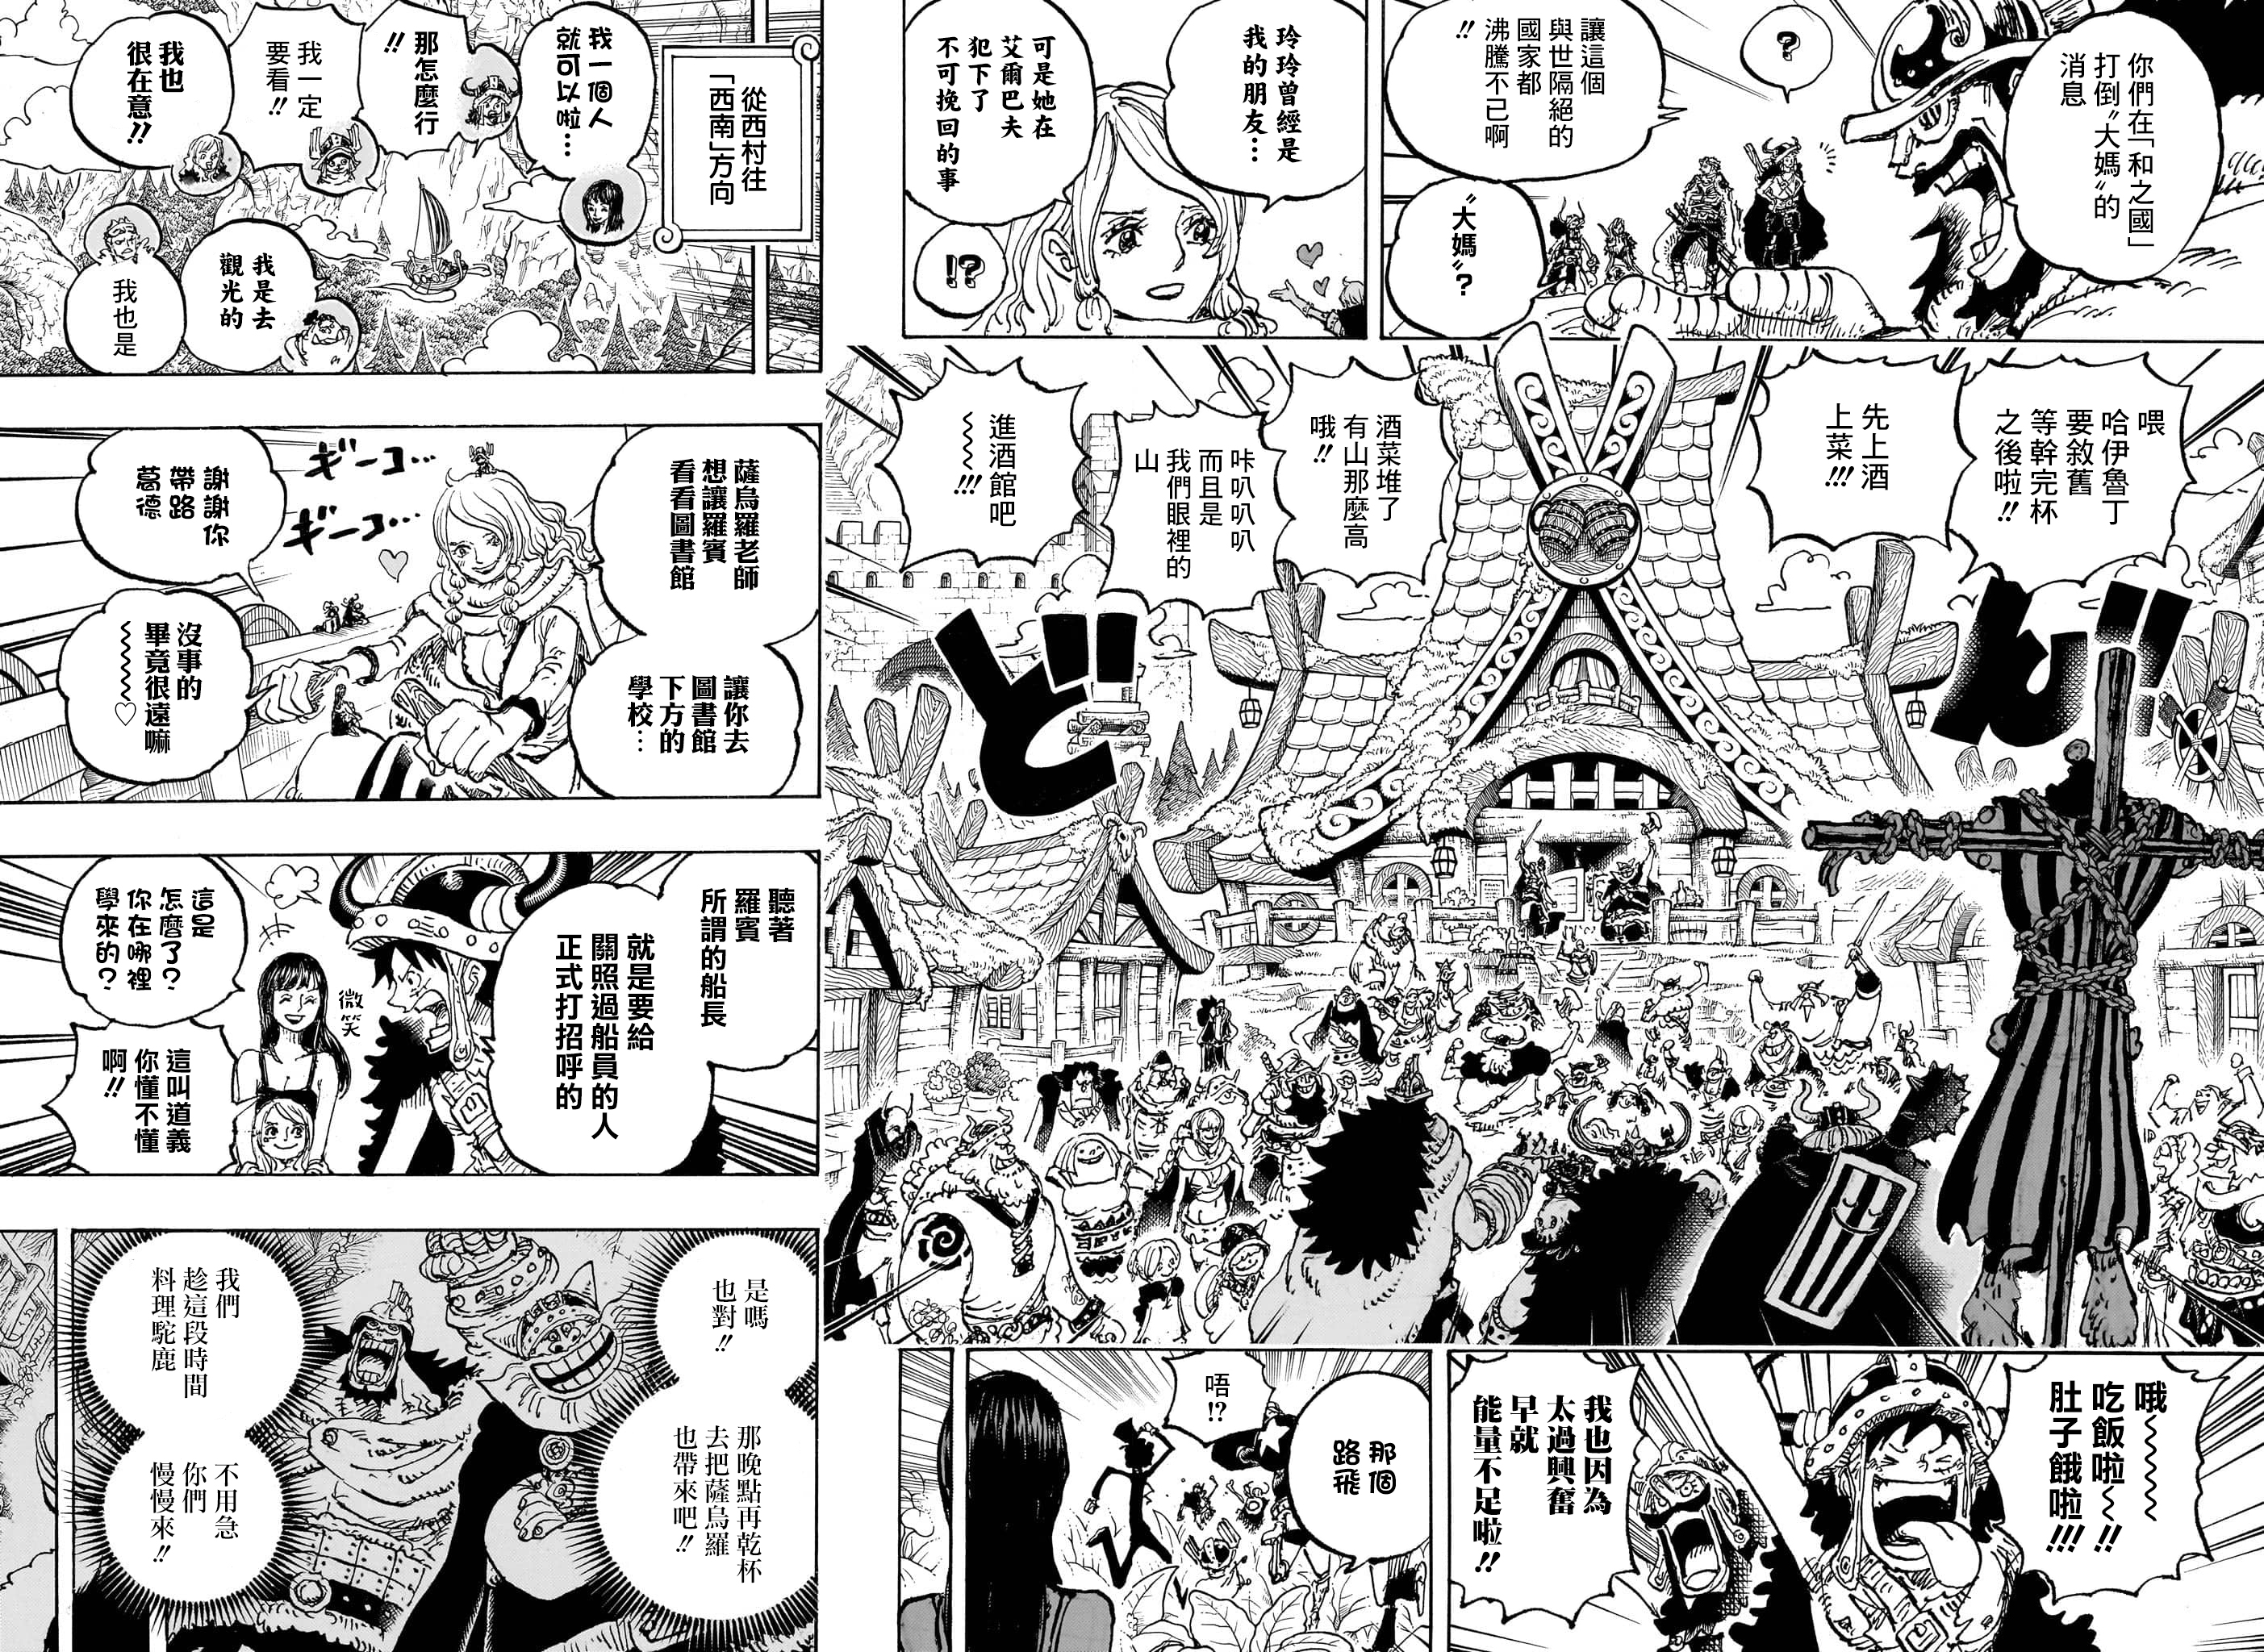 你們在「和之國」
打倒〝大媽〞的
消息
?
讓這個
與世隔絕的
國家都
沸騰不已啊
!!
〝大媽〞?
玲玲曾經是
我的朋友…
可是她在
艾爾巴夫
犯下了
不可挽回的事
!?
喂
哈伊魯丁
要敘舊
等幹完杯
之後啦!!
先上酒
上菜!!!
酒菜堆了
有山那麼高
哦!!
咔叭叭叭
而且是
我們眼裡的
山
進酒館吧
~~~!!!
どん!!
哦~~~~
吃飯啦~!!
肚子餓啦!!!
我也因為
太過興奮
早就
能量不足啦!!
那個
路飛
唔!?
從西村往
「西南」方向
我一個人
就可以啦…
那怎麼行
!!
我一定
要看!!
我也
很在意!!
我是去
觀光的
我也是
薩烏羅老師
想讓羅賓
看看圖書館
讓你去
圖書館
下方的
學校…
ギーコ…
ギーコ…
謝謝你
帶路
葛德
沒事的
畢竟很遠嘛
~~~~♡
聽著
羅賓
所謂的船長
就是要給
關照過船員的人
正式打招呼的
微笑
這是
怎麼了?
你在哪裡
學來的?
這叫道義
你懂不懂
啊!!
是嗎
也對!!
那晚點再乾杯
去把薩烏羅
也帶來吧!!
我們
趁這段時間
料理駝鹿
不用急
你們
慢慢來!!